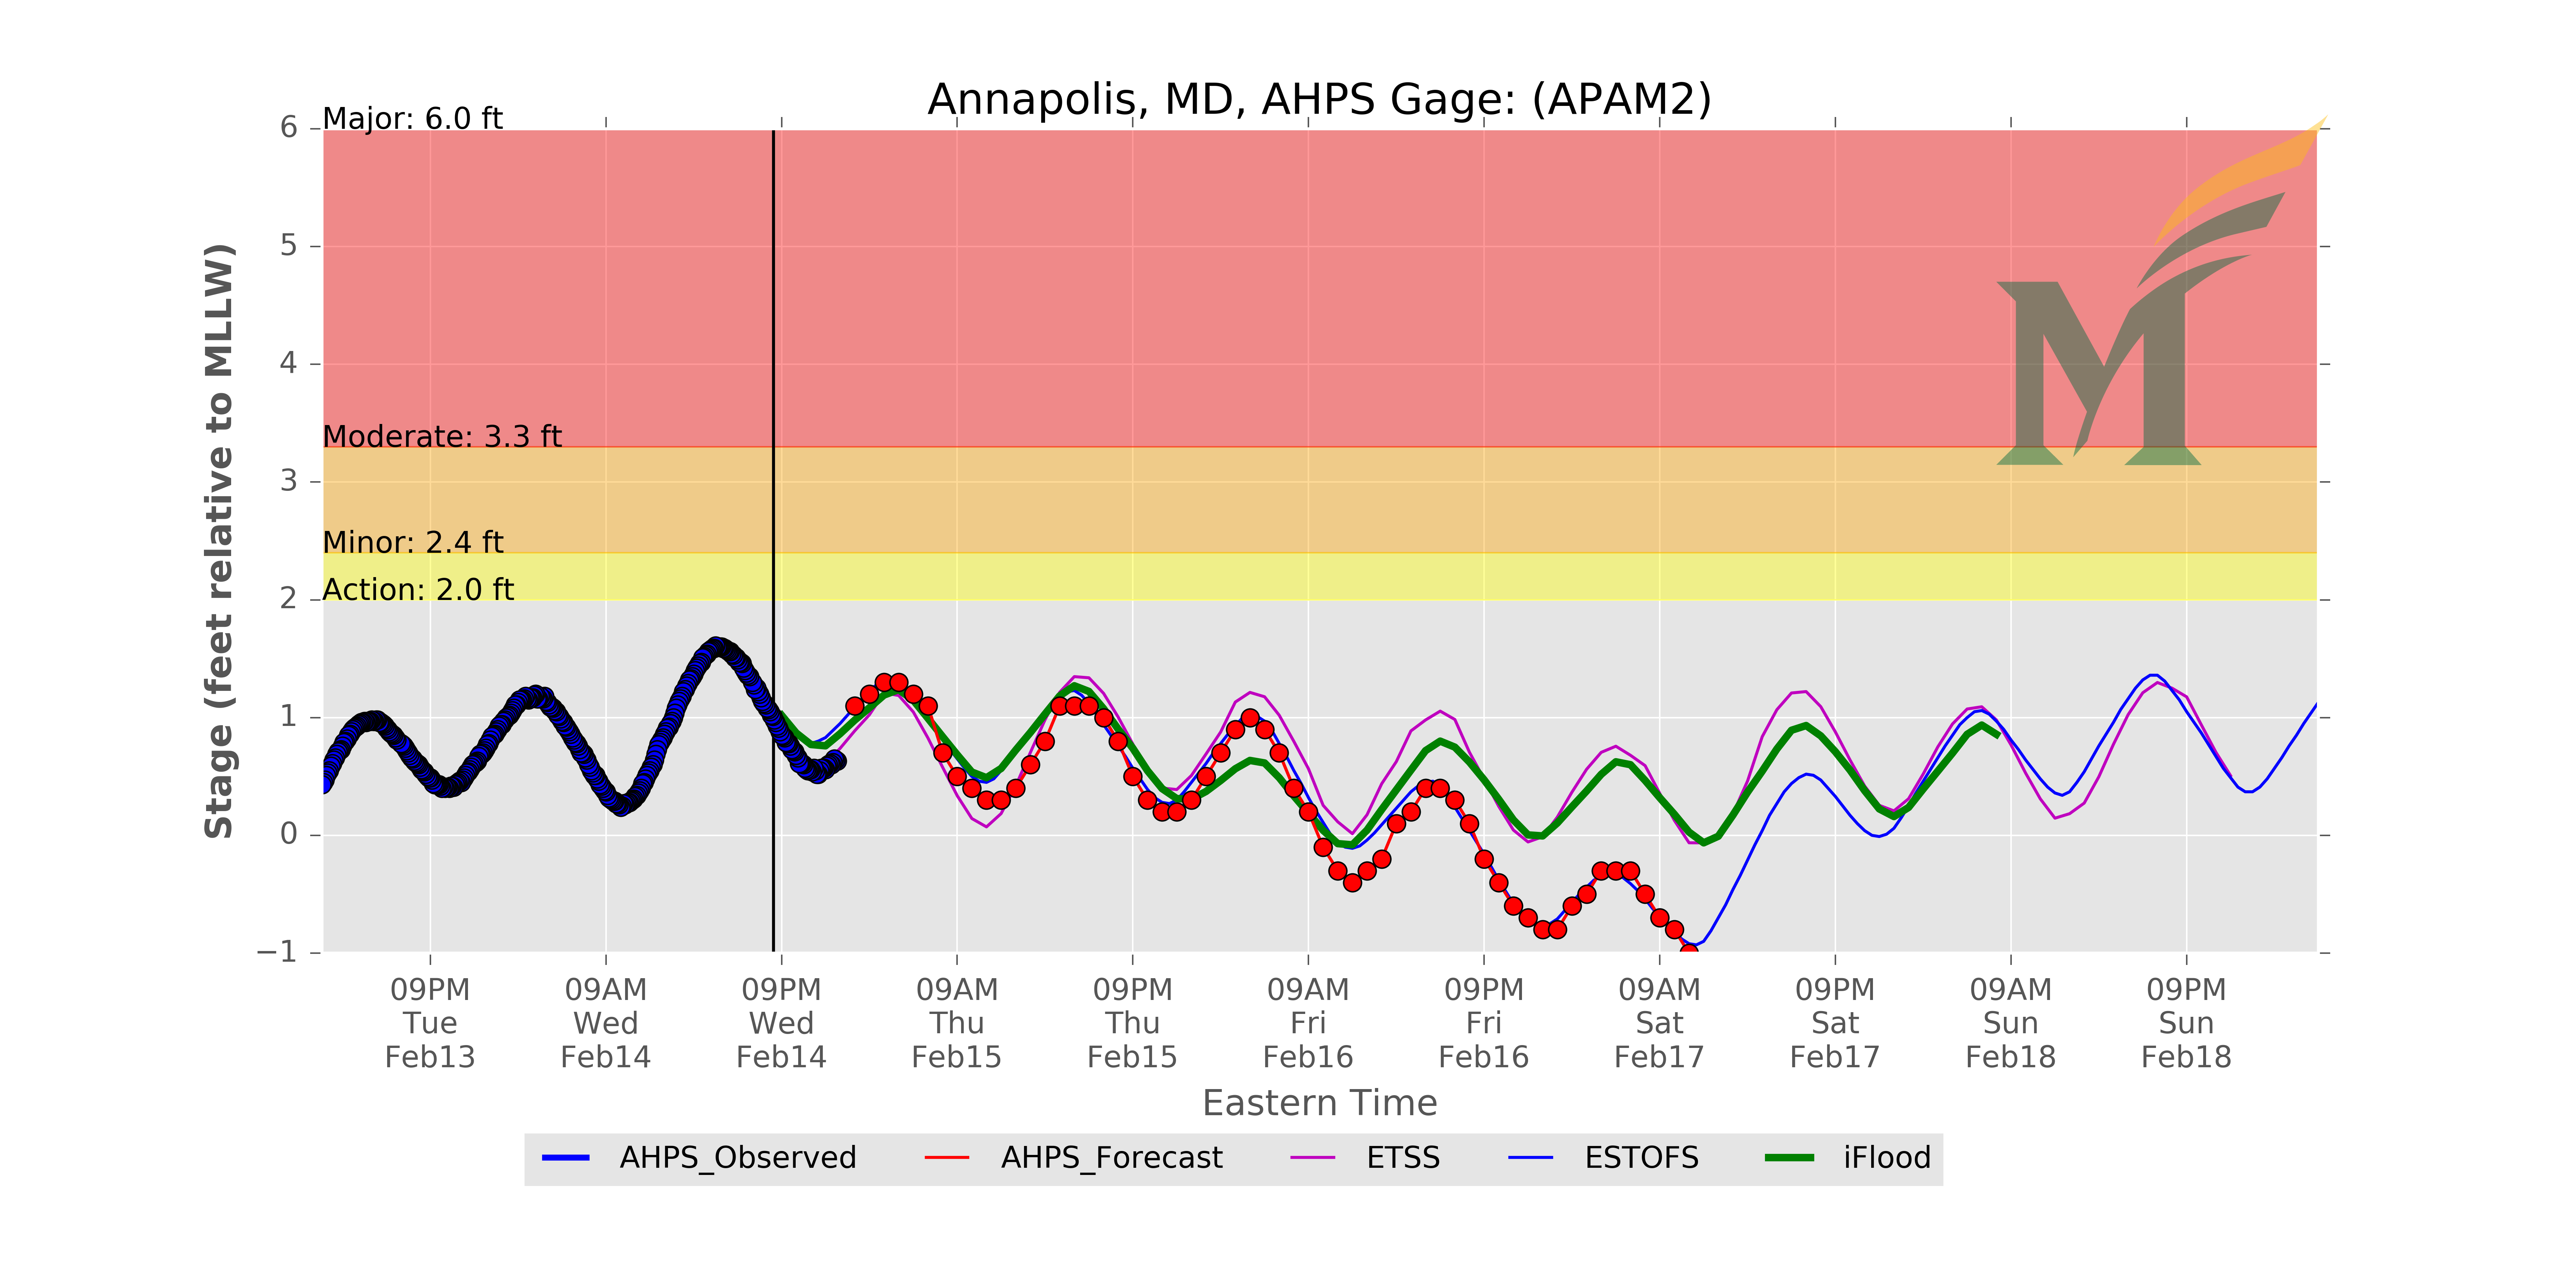 Annapolis, MD, AHPS Gage: (APAM2)
Major: 6.0 ft
Moderate: 3.3 ft
Minor: 2.4 ft
Action: 2.0 ft
Stage (feet relative to MLLW)
6
5
4
3
2
1
0
−1
09PM 09AM 09PM 09AM 09PM 09AM 09PM 09AM 09PM 09AM 09PM
Tue Wed Wed Thu Thu Fri Fri Sat Sat Sun Sun
Feb13 Feb14 Feb14 Feb15 Feb15 Feb16 Feb16 Feb17 Feb17 Feb18 Feb18
Eastern Time
AHPS_Observed AHPS_Forecast ETSS ESTOFS iFlood
M